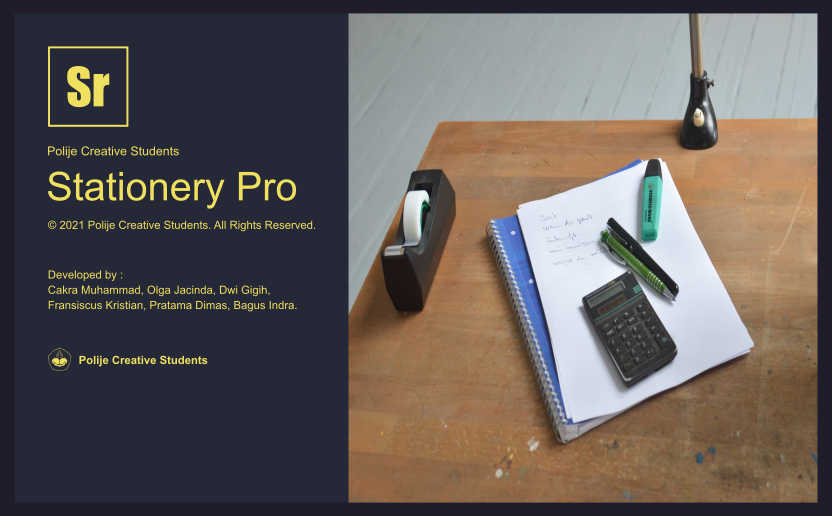 Sr
Polije Creative Students
Stationery Pro
© 2021 Polije Creative Students. All Rights Reserved.
Developed by :
Cakra Muhammad, Olga Jacinda, Dwi Gigih,
Fransiscus Kristian, Pratama Dimas, Bagus Indra.
Polije Creative Students